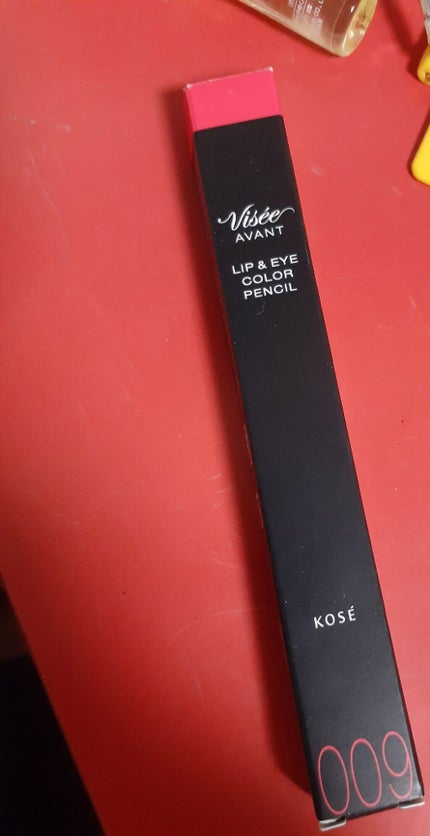 Visée
AVANT
LIP & EYE
COLOR
PENCIL
KOSÉ
009